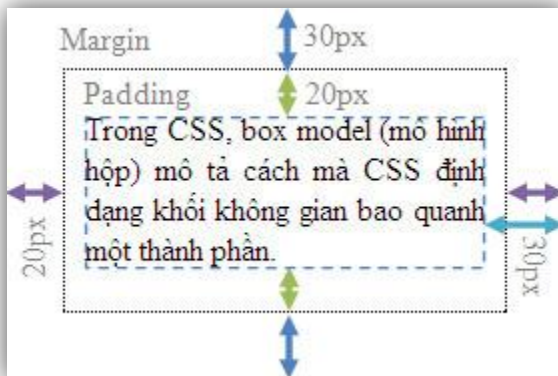 Margin
30px
Padding
20px
Trong CSS, box model (mô hình
hộp) mô tả cách mà CSS định
dạng khối không gian bao quanh
một thành phần.
20px
30px